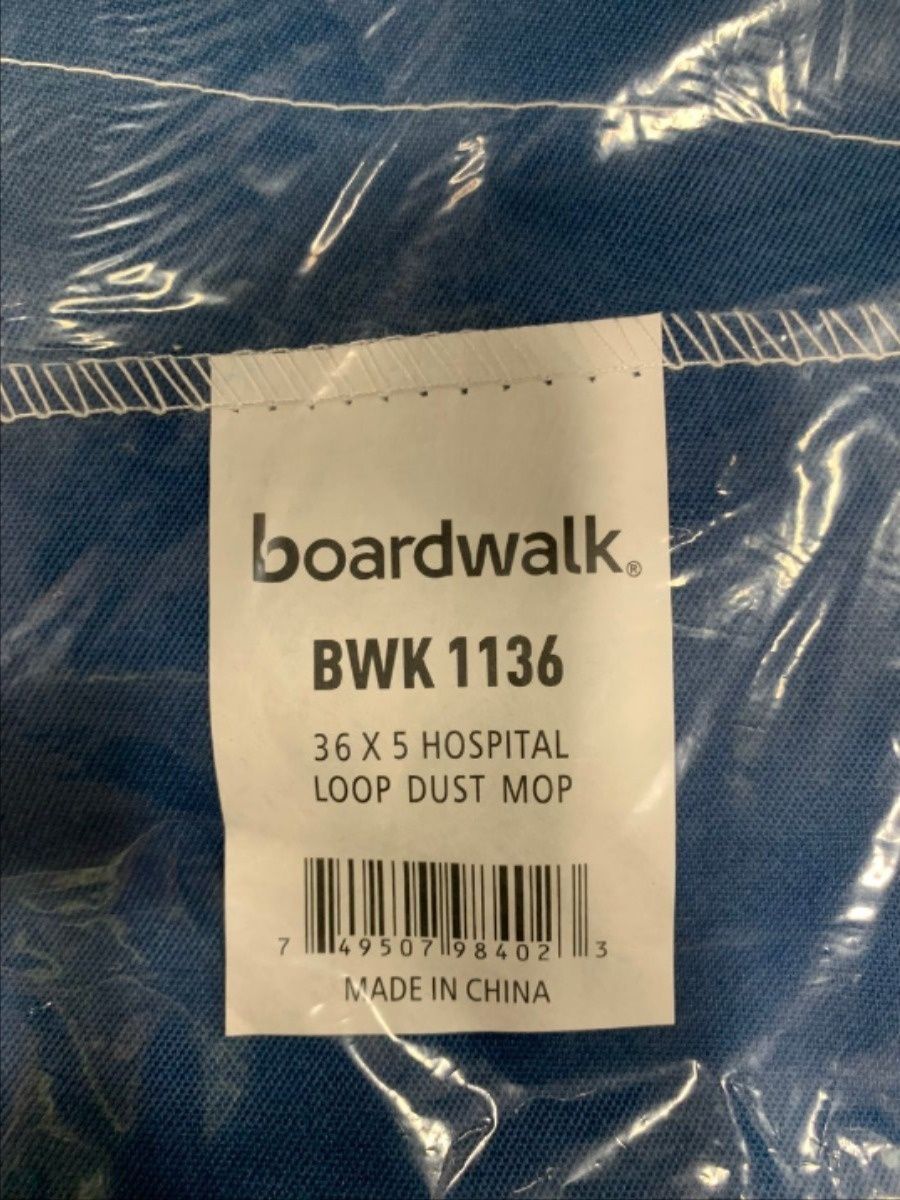 boardwalk®
BWK 1136
36 X 5 HOSPITAL
LOOP DUST MOP
7 49507 98402 3
MADE IN CHINA